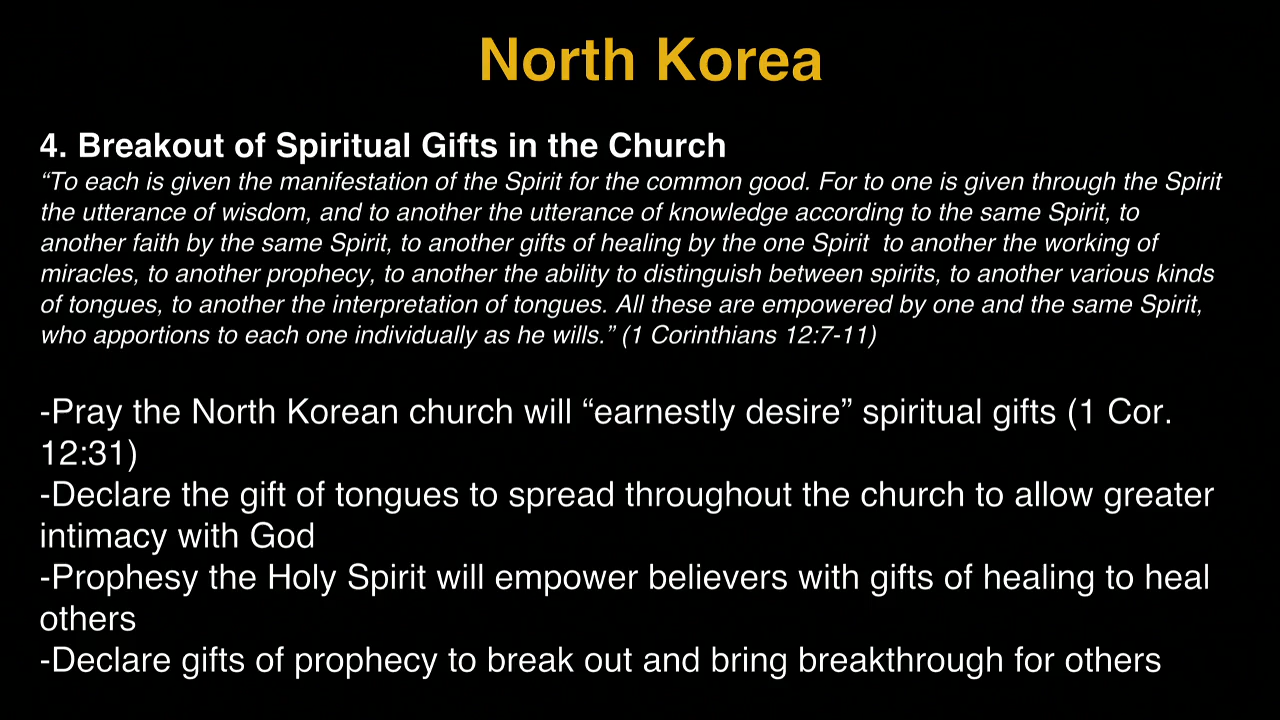 North Korea
4. Breakout of Spiritual Gifts in the Church
“To each is given the manifestation of the Spirit for the common good. For to one is given through the Spirit
the utterance of wisdom, and to another the utterance of knowledge according to the same Spirit, to
another faith by the same Spirit, to another gifts of healing by the one Spirit  to another the working of
miracles, to another prophecy, to another the ability to distinguish between spirits, to another various kinds
of tongues, to another the interpretation of tongues. All these are empowered by one and the same Spirit,
who apportions to each one individually as he wills.” (1 Corinthians 12:7-11)
-Pray the North Korean church will “earnestly desire” spiritual gifts (1 Cor.
12:31)
-Declare the gift of tongues to spread throughout the church to allow greater
intimacy with God
-Prophesy the Holy Spirit will empower believers with gifts of healing to heal
others
-Declare gifts of prophecy to break out and bring breakthrough for others